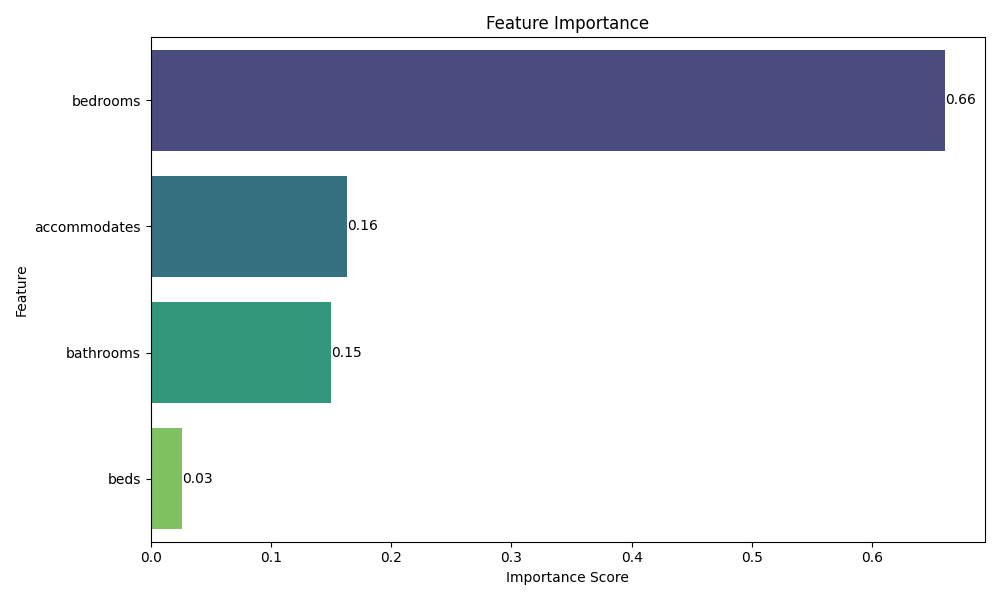 Feature Importance
bedrooms
0.66
accommodates
0.16
bathrooms
0.15
beds
0.03
Feature
0.0 0.1 0.2 0.3 0.4 0.5 0.6
Importance Score